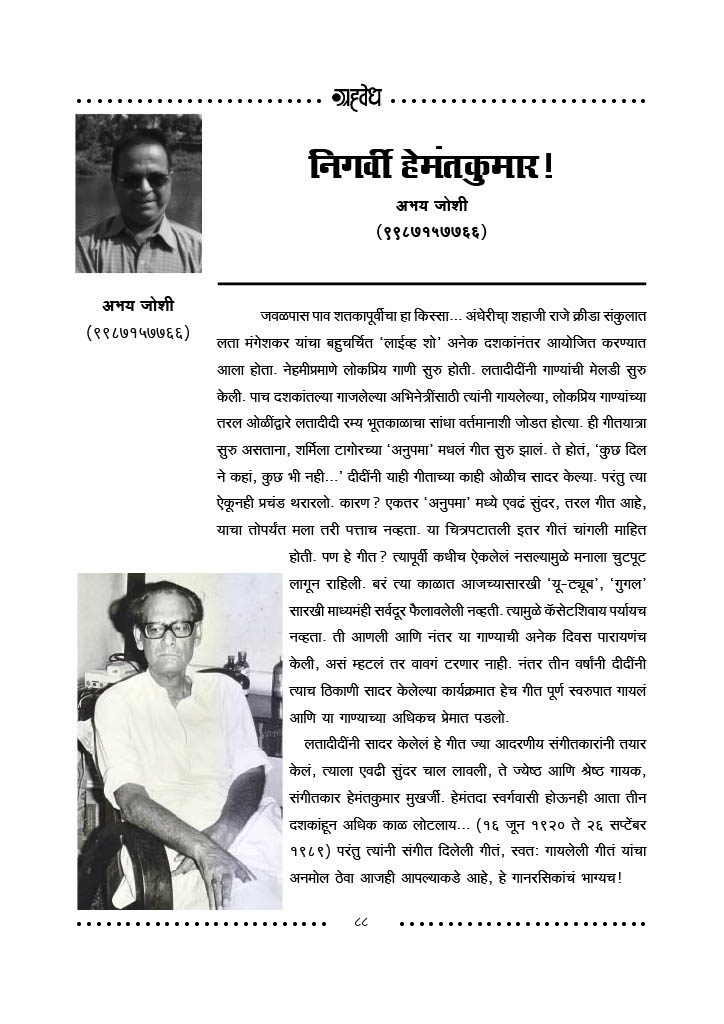 ग्रहवेध
निगर्वी हेमंतकुमार!
अभय जोशी
(९९८७१५७७६६)
अभय जोशी
(९९८७१५७७६६)
जवळपास पाव शतकापूर्वीचा हा किस्सा... अंधेरीचा् शहाजी राजे क्रीडा संकुलात
लता मंगेशकर यांचा बहुचर्चित ‘लाईव्ह शो’ अनेक दशकांनंतर आयोजित करण्यात
आला होता. नेहमीप्रमाणे लोकप्रिय गाणी सुरु होती. लतादीदींनी गाण्यांची मेलडी सुरु
केली. पाच दशकांतल्या गाजलेल्या अभिनेत्रींसाठी त्यांनी गायलेल्या, लोकप्रिय गाण्यांच्या
तरल ओळींद्वारे लतादीदी रम्य भूतकाळाचा सांधा वर्तमानाशी जोडत होत्या. ही गीतयात्रा
सुरु असताना, शर्मिला टागोरच्या ‘अनुपमा’ मधलं गीत सुरु झालं. ते होतं, ‘कुछ दिल
ने कहां, कुछ भी नही...’ दीदींनी याही गीताच्या काही ओळीच सादर केल्या. परंतु त्या
ऐकूनही प्रचंड थरारलो. कारण? एकतर ‘अनुपमा’ मध्ये एवढं सुंदर, तरल गीत आहे,
याचा तोपर्यंत मला तरी पत्ताच नव्हता. या चित्रपटातली इतर गीतं चांगली माहित
होती. पण हे गीत? त्यापूर्वी कधीच ऐकलेलं नसल्यामुळे मनाला चुटपूट
लागून राहिली. बरं त्या काळात आजच्यासारखी ‘यू-ट्यूब’, ‘गुगल’
सारखी माध्यमंही सर्वदूर फैलावलेली नव्हती. त्यामुळे कॅसेटशिवाय पर्यायच
नव्हता. ती आणली आणि नंतर या गाण्याची अनेक दिवस पारायणंच
केली, असं म्हटलं तर वावगं टरणार नाही. नंतर तीन वर्षांनी दीदींनी
त्याच ठिकाणी सादर केलेल्या कार्यक्रमात हेच गीत पूर्ण स्वरुपात गायलं
आणि या गाण्याच्या अधिकच प्रेमात पडलो.
लतादीदींनी सादर केलेलं हे गीत ज्या आदरणीय संगीतकारांनी तयार
केलं, त्याला एवढी सुंदर चाल लावली, ते ज्येष्ठ आणि श्रेष्ठ गायक,
संगीतकार हेमंतकुमार मुखर्जी. हेमंतदा स्वर्गवासी होऊनही आता तीन
दशकांहून अधिक काळ लोटलाय... (१६ जून १९२० ते २६ सप्टेंबर
१९८९) परंतु त्यांनी संगीत दिलेली गीतं, स्वतः गायलेली गीतं यांचा
अनमोल ठेवा आजही आपल्याकडे आहे, हे गानरसिकांचं भाग्यच!
८८